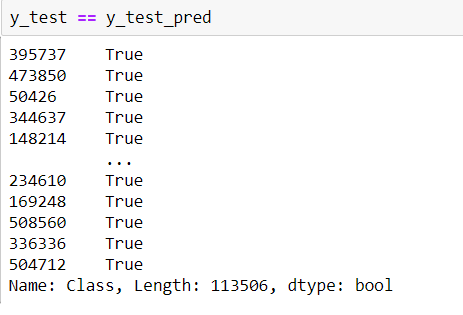 y_test == y_test_pred
395737 True
473850 True
50426 True
344637 True
148214 True
...
234610 True
169248 True
508560 True
336336 True
504712 True
Name: Class, Length: 113506, dtype: bool